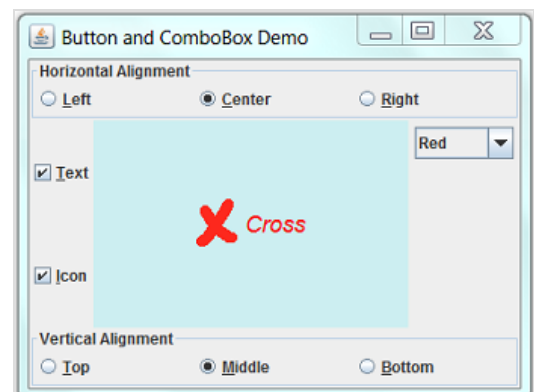 Button and ComboBox Demo
Horizontal Alignment
Left Center Right
Red
Text
Cross
Icon
Vertical Alignment
Top Middle Bottom